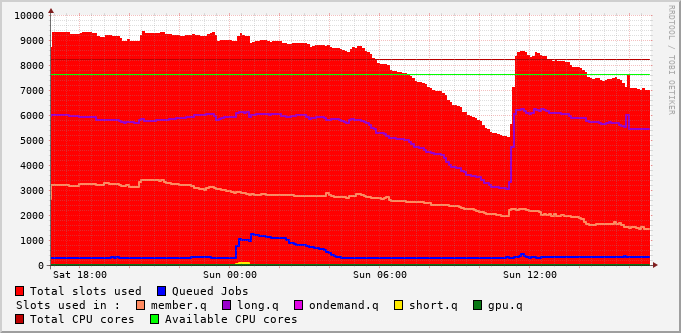 10000
9000
8000
7000
6000
5000
4000
3000
2000
1000
0
Sat 18:00 Sun 00:00 Sun 06:00 Sun 12:00
RRDTOOL / TOBI OETIKER
Total slots used Queued Jobs
Slots used in : member.q long.q ondemand.q short.q gpu.q
Total CPU cores Available CPU cores